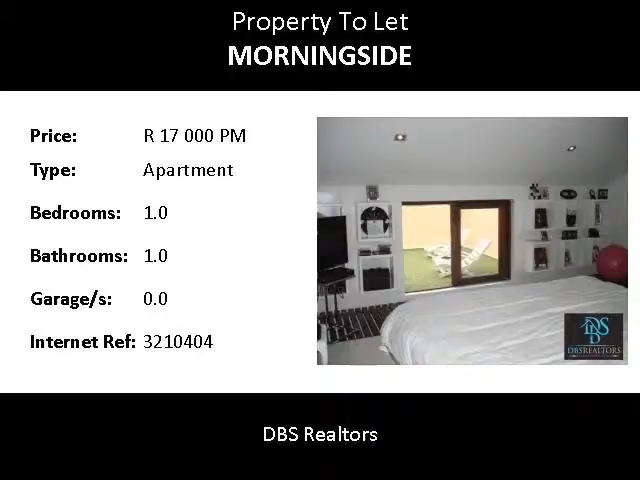 Property To Let
MORNINGSIDE
Price: R 17 000 PM
Type: Apartment
Bedrooms: 1.0
Bathrooms: 1.0
Garage/s: 0.0
Internet Ref: 3210404
DBS
DBSREALTORS
DBS Realtors